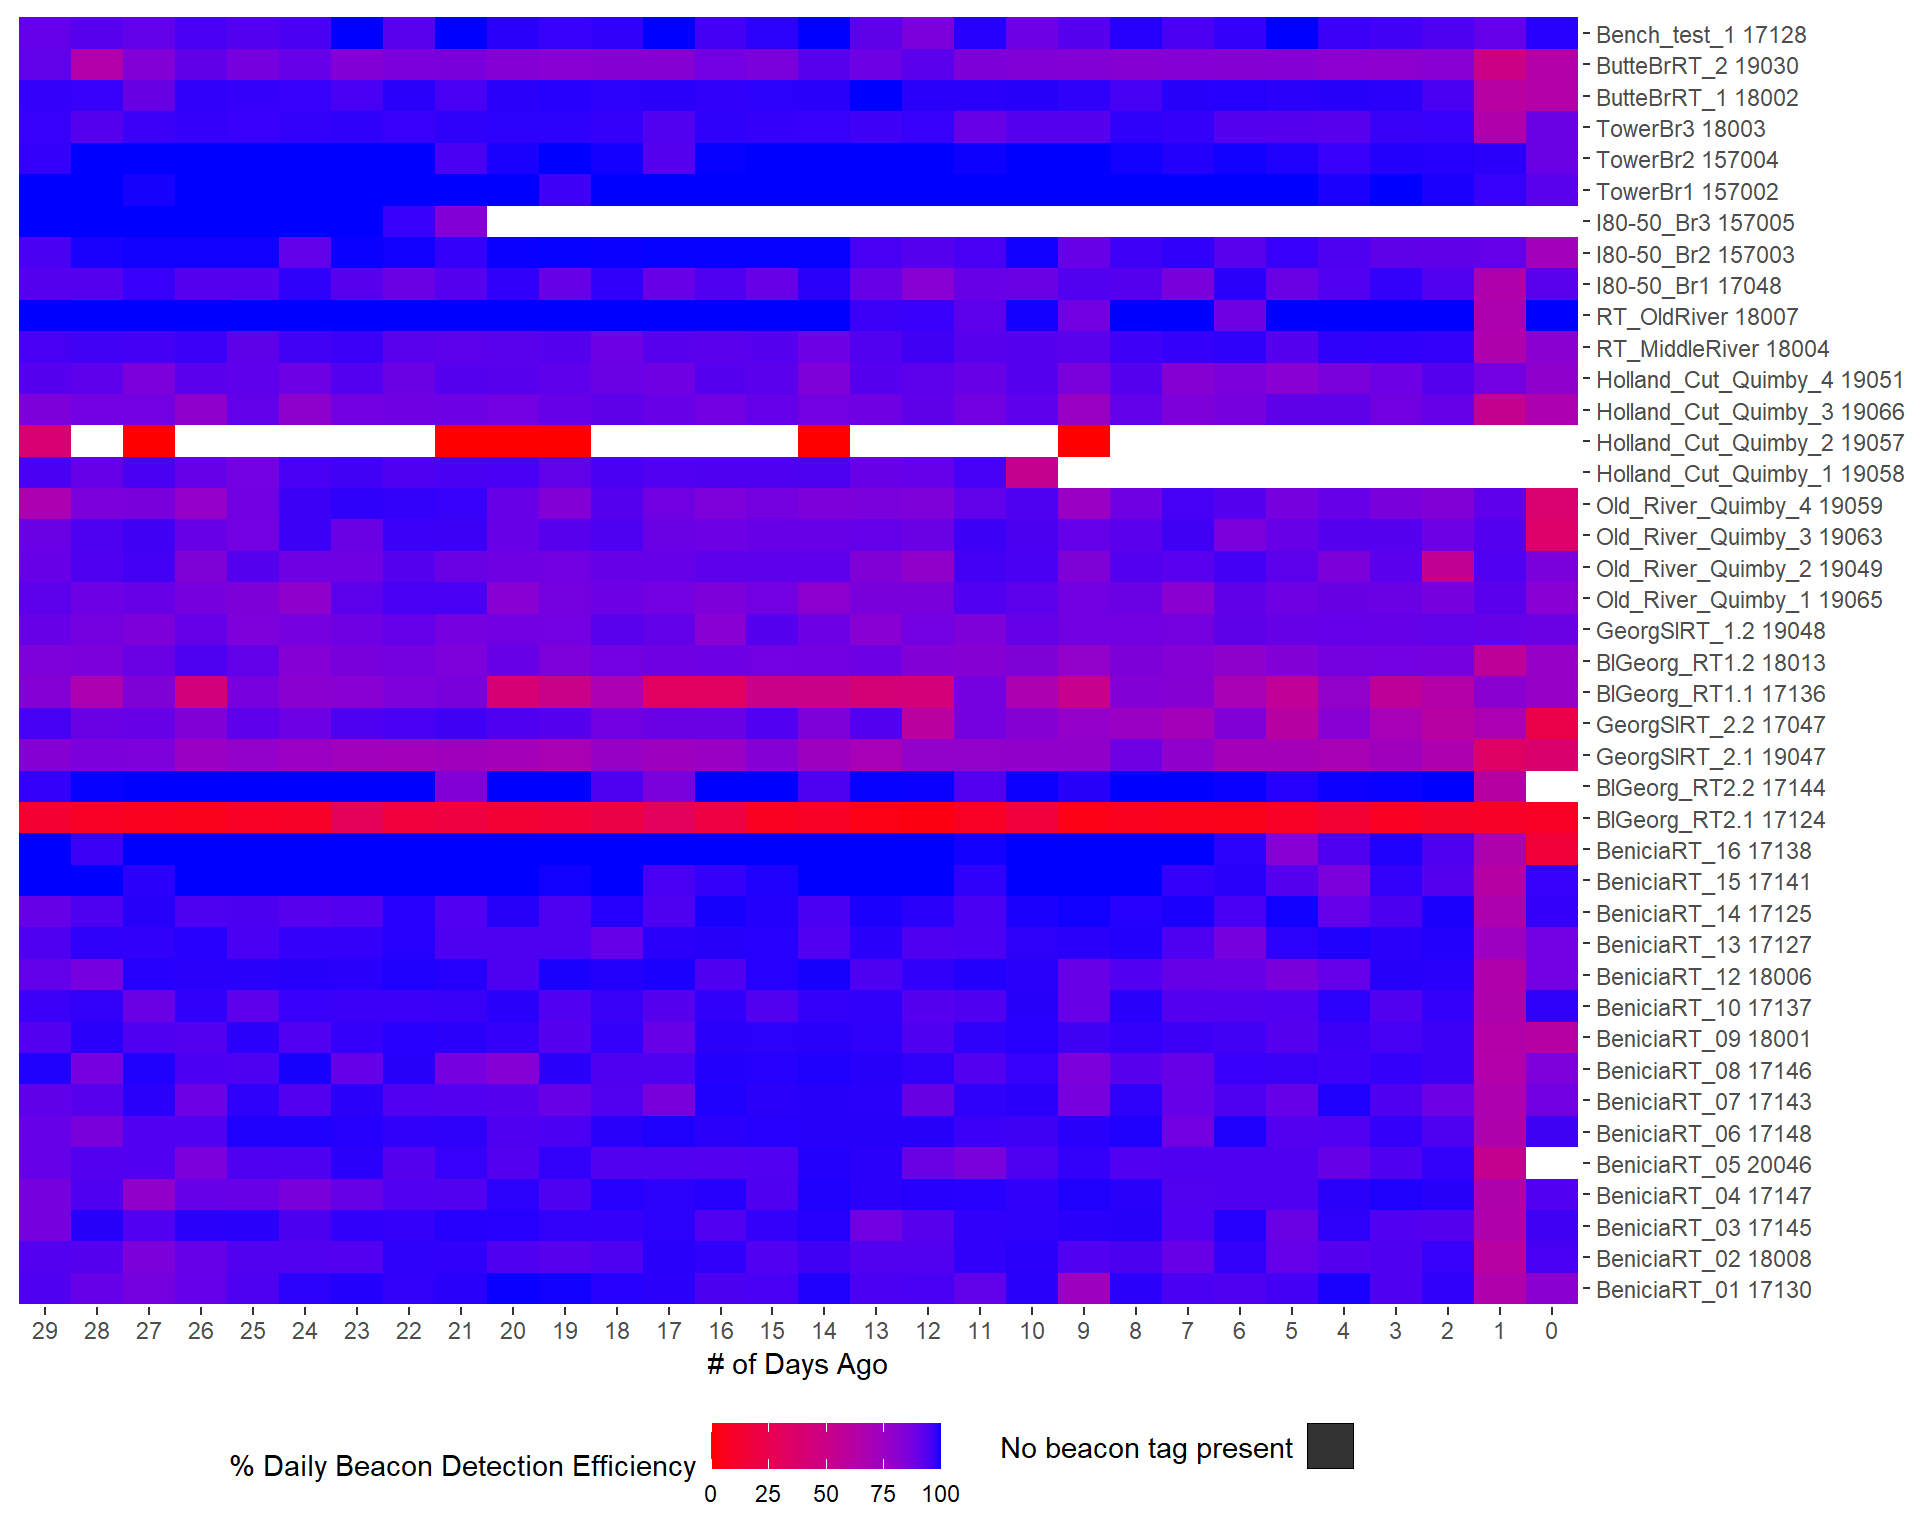 Bench_test_1 17128
ButteBrRT_2 19030
ButteBrRT_1 18002
TowerBr3 18003
TowerBr2 157004
TowerBr1 157002
I80-50_Br3 157005
I80-50_Br2 157003
I80-50_Br1 17048
RT_OldRiver 18007
RT_MiddleRiver 18004
Holland_Cut_Quimby_4 19051
Holland_Cut_Quimby_3 19066
Holland_Cut_Quimby_2 19057
Holland_Cut_Quimby_1 19058
Old_River_Quimby_4 19059
Old_River_Quimby_3 19063
Old_River_Quimby_2 19049
Old_River_Quimby_1 19065
GeorgSlRT_1.2 19048
BlGeorg_RT1.2 18013
BlGeorg_RT1.1 17136
GeorgSlRT_2.2 17047
GeorgSlRT_2.1 19047
BlGeorg_RT2.2 17144
BlGeorg_RT2.1 17124
BeniciaRT_16 17138
BeniciaRT_15 17141
BeniciaRT_14 17125
BeniciaRT_13 17127
BeniciaRT_12 18006
BeniciaRT_10 17137
BeniciaRT_09 18001
BeniciaRT_08 17146
BeniciaRT_07 17143
BeniciaRT_06 17148
BeniciaRT_05 20046
BeniciaRT_04 17147
BeniciaRT_03 17145
BeniciaRT_02 18008
BeniciaRT_01 17130
29 28 27 26 25 24 23 22 21 20 19 18 17 16 15 14 13 12 11 10 9 8 7 6 5 4 3 2 1 0
# of Days Ago
% Daily Beacon Detection Efficiency
0 25 50 75 100
No beacon tag present